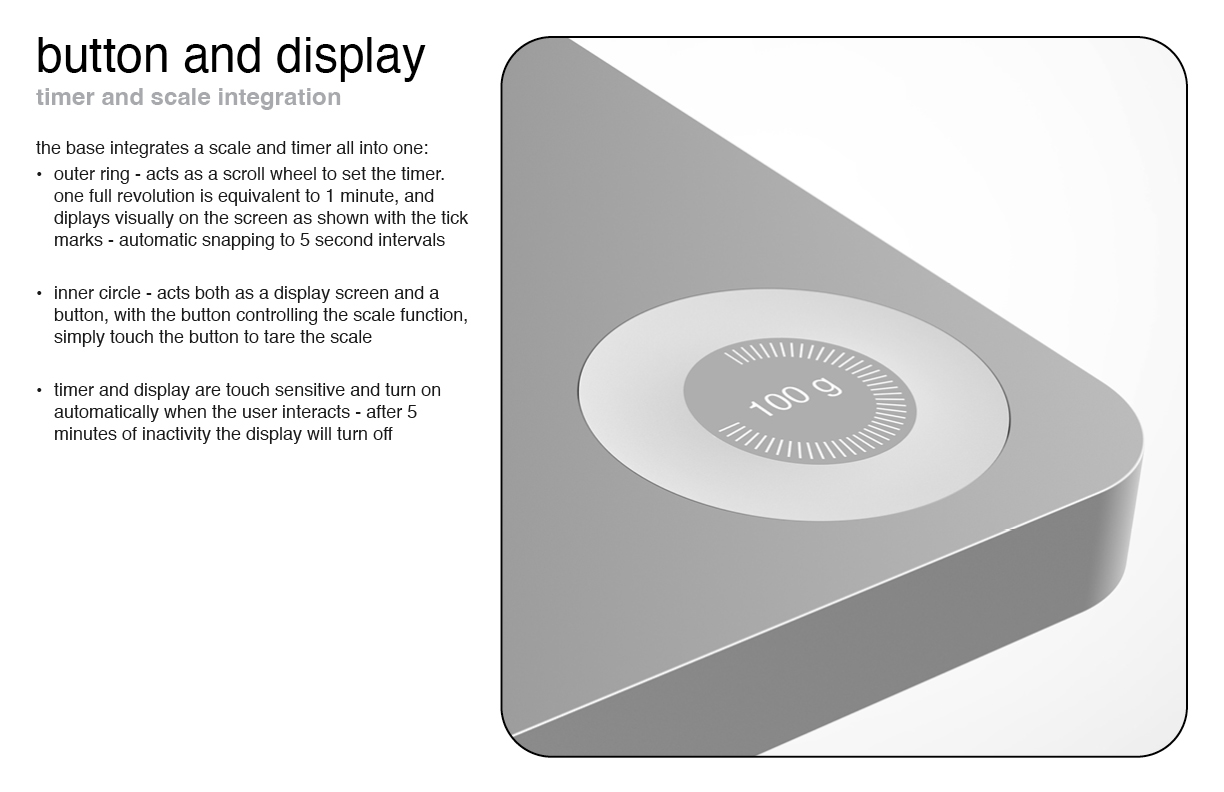 button and display
timer and scale integration
the base integrates a scale and timer all into one:
• outer ring - acts as a scroll wheel to set the timer.
one full revolution is equivalent to 1 minute, and
diplays visually on the screen as shown with the tick
marks - automatic snapping to 5 second intervals
• inner circle - acts both as a display screen and a
button, with the button controlling the scale function,
simply touch the button to tare the scale
• timer and display are touch sensitive and turn on
automatically when the user interacts - after 5
minutes of inactivity the display will turn off
100 g